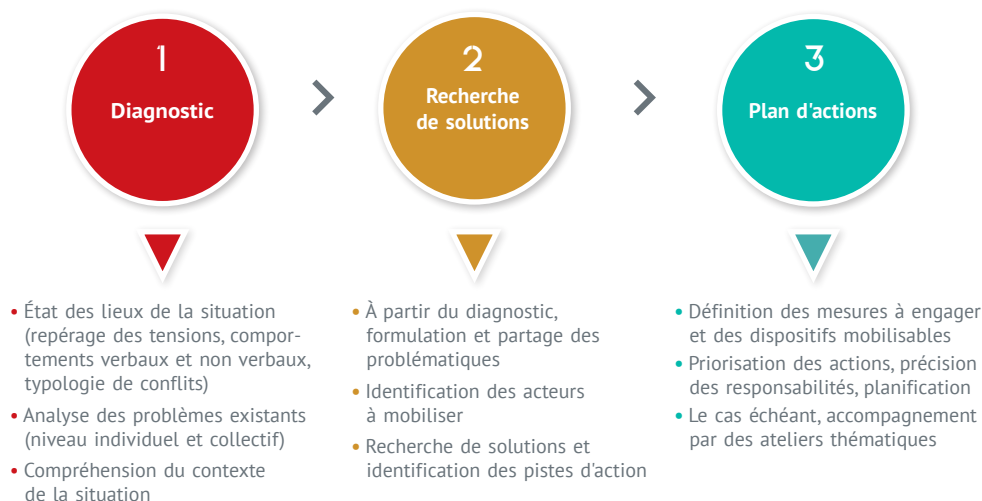 1
Diagnostic
• État des lieux de la situation
(repérage des tensions, compor-
tements verbaux et non verbaux,
typologie de conflits)
• Analyse des problèmes existants
(niveau individuel et collectif)
• Compréhension du contexte
de la situation
2
Recherche
de solutions
• À partir du diagnostic,
formulation et partage des
problématiques
• Identification des acteurs
à mobiliser
• Recherche de solutions et
identification des pistes d'action
3
Plan d'actions
• Définition des mesures à engager
et des dispositifs mobilisables
• Priorisation des actions, précision
des responsabilités, planification
• Le cas échéant, accompagnement
par des ateliers thématiques